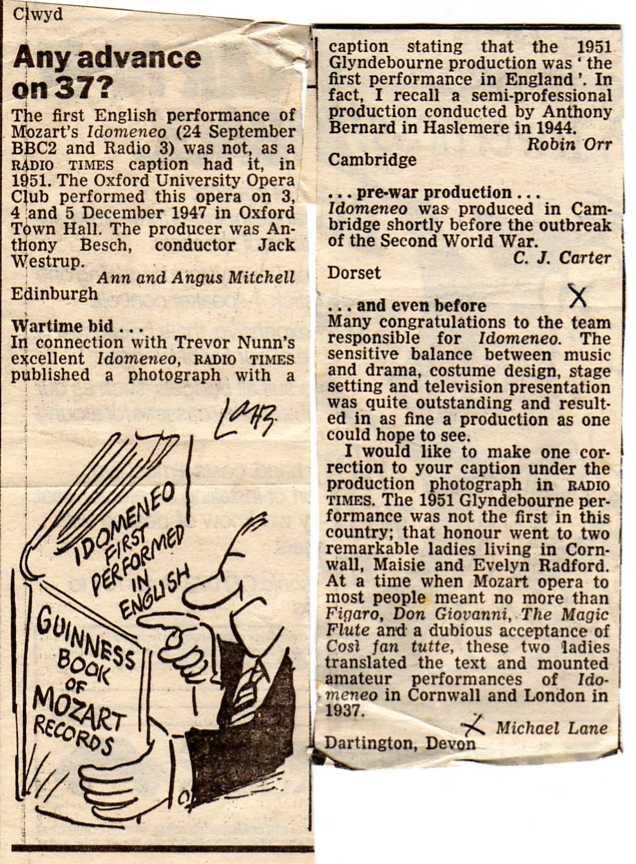 Clwyd
Any advance
on 37?
The first English performance of
Mozart's Idomeneo (24 September
BBC2 and Radio 3) was not, as a
RADIO TIMES caption had it, in
1951. The Oxford University Opera
Club performed this opera on 3,
4 and 5 December 1947 in Oxford
Town Hall. The producer was An-
thony Besch, conductor Jack
Westrup.
Ann and Angus Mitchell
Edinburgh
Wartime bid ...
In connection with Trevor Nunn's
excellent Idomeneo, RADIO TIMES
published a photograph with a
IDOMENEO
FIRST
PERFORMED
IN
ENGLISH
GUINNESS
BOOK
OF
MOZART
RECORDS
caption stating that the 1951
Glyndebourne production was ' the
first performance in England '. In
fact, I recall a semi-professional
production conducted by Anthony
Bernard in Haslemere in 1944.
Robin Orr
Cambridge
... pre-war production ...
Idomeneo was produced in Cam-
bridge shortly before the outbreak
of the Second World War.
C. J. Carter
Dorset
X
... and even before
Many congratulations to the team
responsible for Idomeneo. The
sensitive balance between music
and drama, costume design, stage
setting and television presentation
was quite outstanding and result-
ed in as fine a production as one
could hope to see.
I would like to make one cor-
rection to your caption under the
production photograph in RADIO
TIMES. The 1951 Glyndebourne per-
formance was not the first in this
country; that honour went to two
remarkable ladies living in Corn-
wall, Maisie and Evelyn Radford.
At a time when Mozart opera to
most people meant no more than
Figaro, Don Giovanni, The Magic
Flute and a dubious acceptance of
Così fan tutte, these two ladies
translated the text and mounted
amateur performances of Ido-
meneo in Cornwall and London in
1937.
X Michael Lane
Dartington, Devon